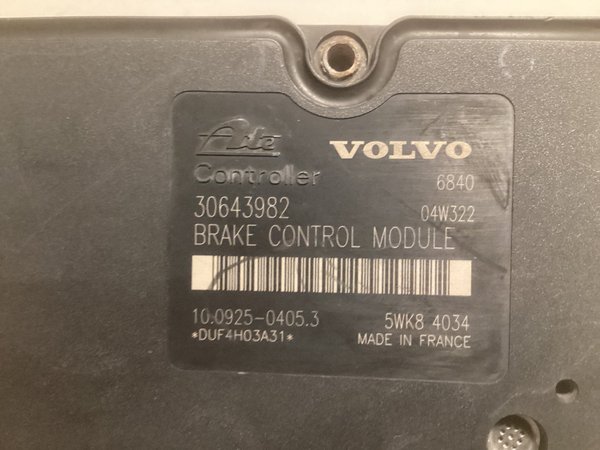 Ate VOLVO
Controller 6840
30643982 04W322
BRAKE CONTROL MODULE
10.0925-0405.3 5WK8 4034
*DUF4H03A31* MADE IN FRANCE